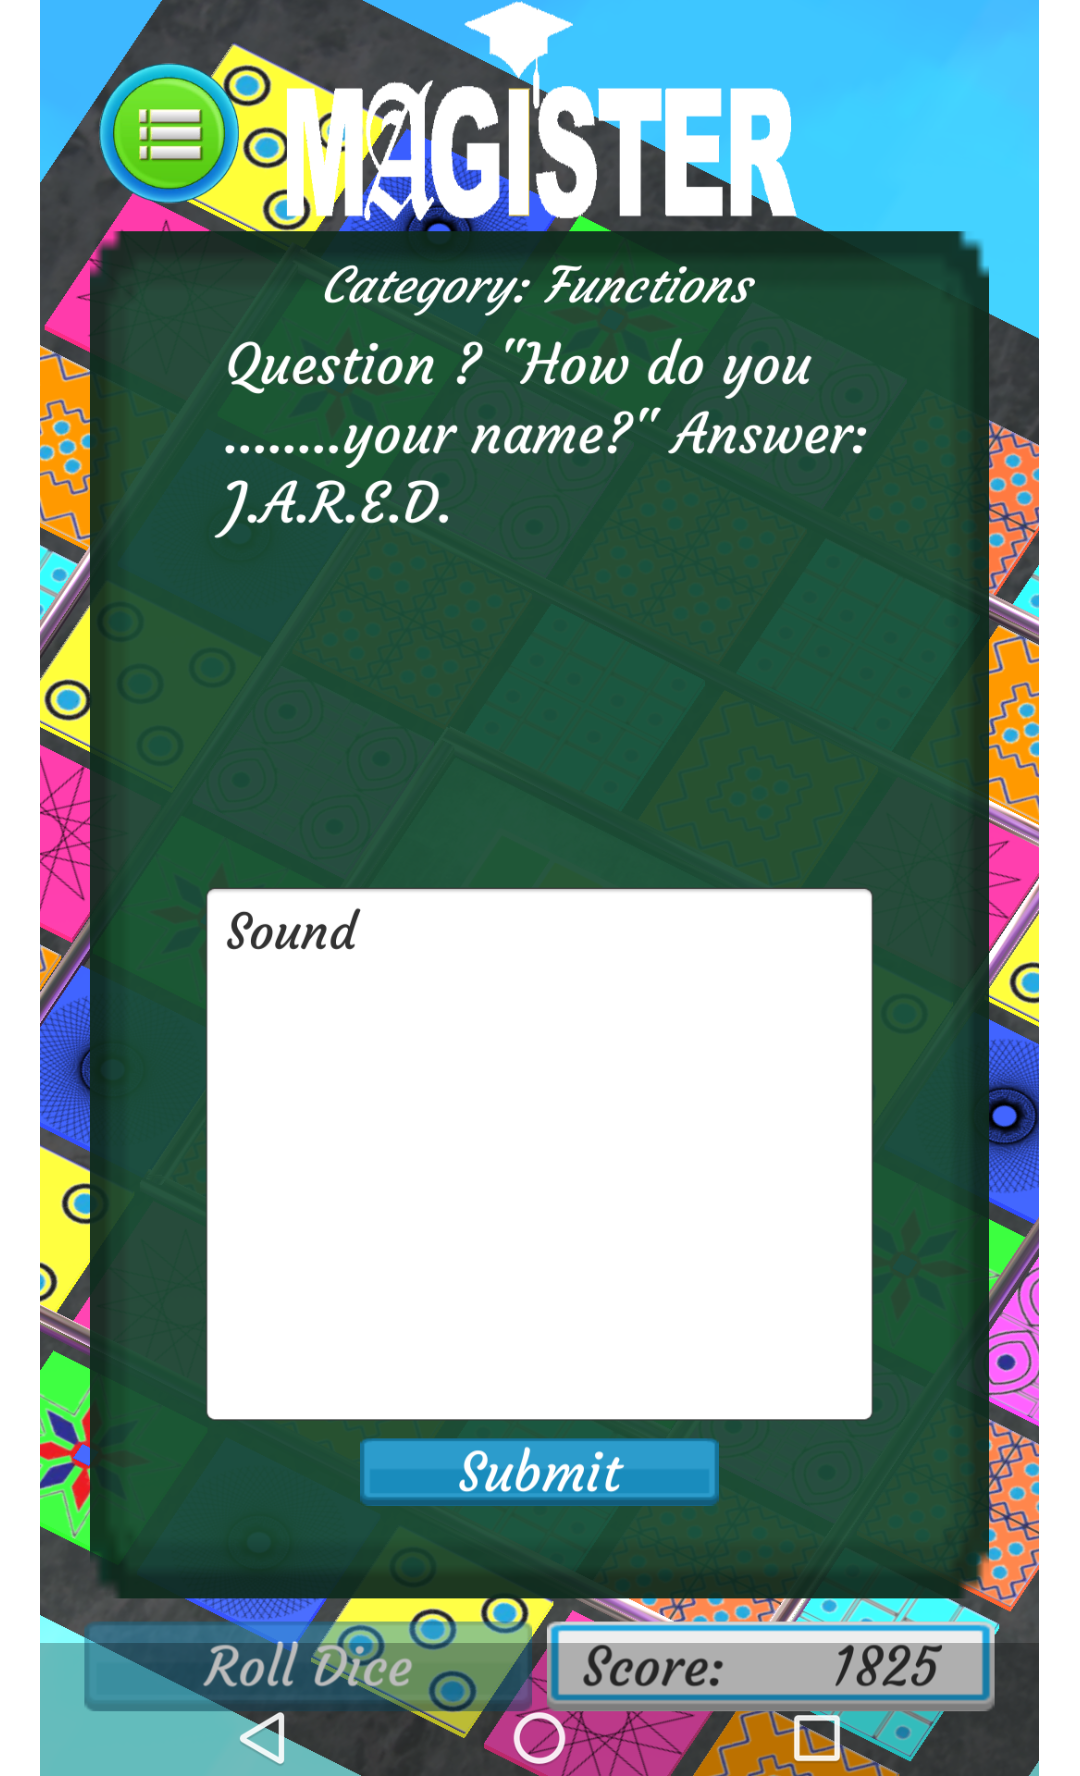 MAGISTER
Category: Functions
Question ? "How do you
........your name?" Answer:
J.A.R.E.D.
Sound
Submit
Roll Dice
Score: 1825